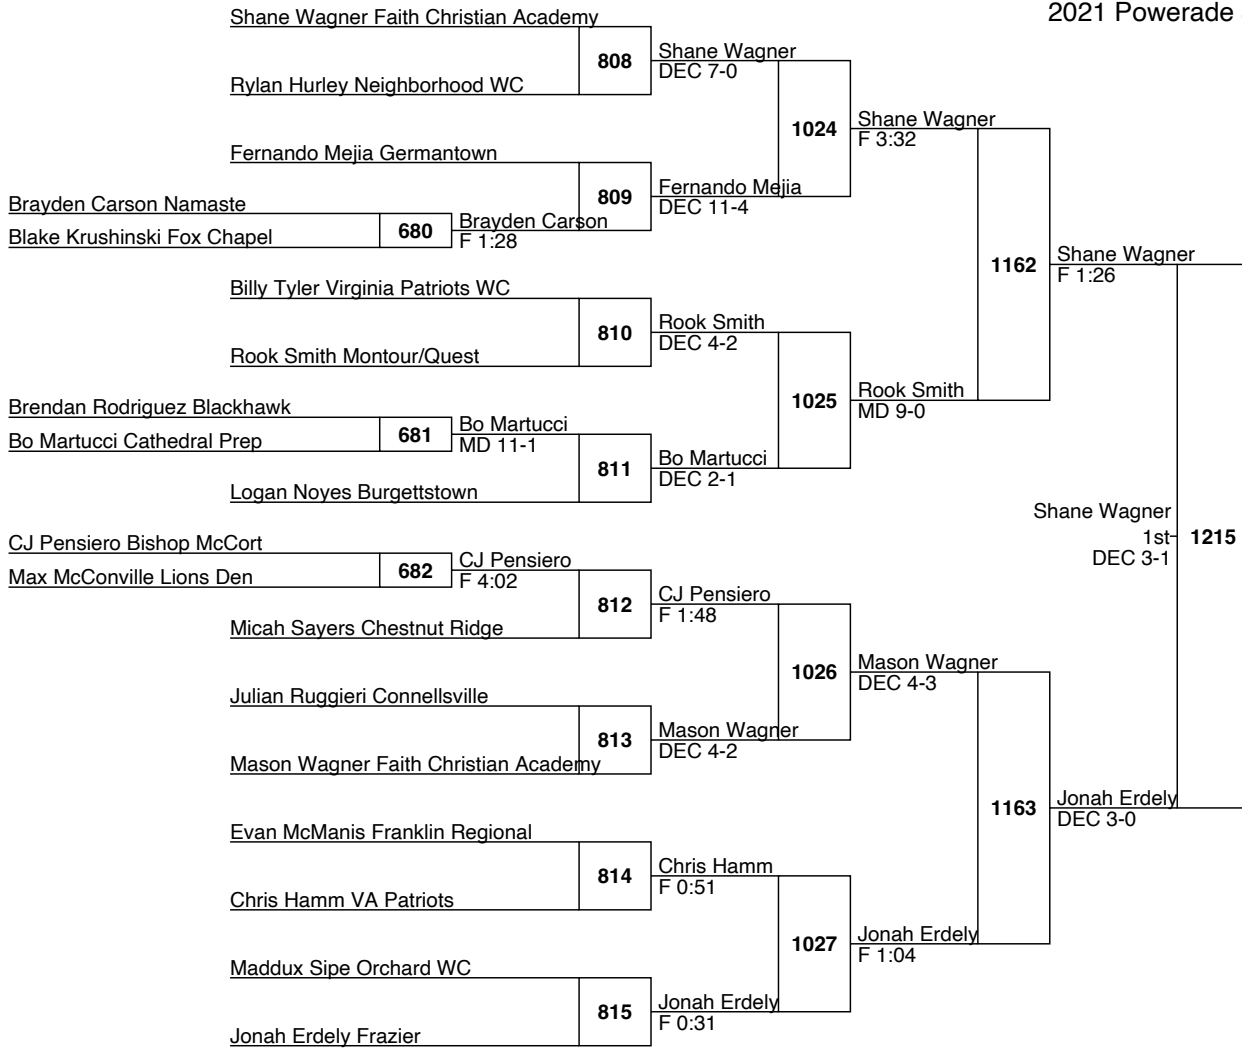 2021 Powerade
Shane Wagner Faith Christian Academy
808
Shane Wagner
DEC 7-0
Rylan Hurley Neighborhood WC
1024
Shane Wagner
F 3:32
Fernando Mejia Germantown
809
Fernando Mejia
DEC 11-4
Brayden Carson Namaste
680
Brayden Carson
F 1:28
Blake Krushinski Fox Chapel
1162
Shane Wagner
F 1:26
Billy Tyler Virginia Patriots WC
810
Rook Smith
DEC 4-2
Rook Smith Montour/Quest
1025
Rook Smith
MD 9-0
Brendan Rodriguez Blackhawk
681
Bo Martucci
MD 11-1
Bo Martucci Cathedral Prep
811
Bo Martucci
DEC 2-1
Logan Noyes Burgettstown
Shane Wagner
1st
DEC 3-1
1215
CJ Pensiero Bishop McCort
682
CJ Pensiero
F 4:02
Max McConville Lions Den
812
CJ Pensiero
F 1:48
Micah Sayers Chestnut Ridge
1026
Mason Wagner
DEC 4-3
Julian Ruggieri Connellsville
813
Mason Wagner
DEC 4-2
Mason Wagner Faith Christian Academy
1163
Jonah Erdely
DEC 3-0
Evan McManis Franklin Regional
814
Chris Hamm
F 0:51
Chris Hamm VA Patriots
1027
Jonah Erdely
F 1:04
Maddux Sipe Orchard WC
815
Jonah Erdely
F 0:31
Jonah Erdely Frazier